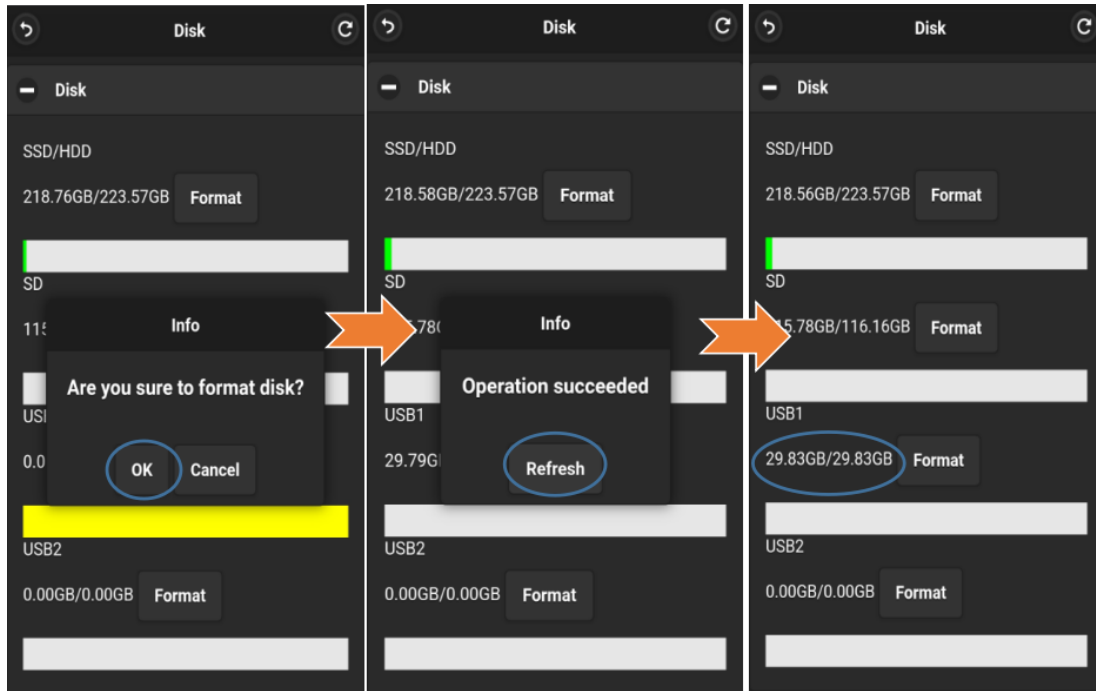 Disk
Disk
SSD/HDD
218.76GB/223.57GB Format
SD
Info
Are you sure to format disk?
OK Cancel
USB2
0.00GB/0.00GB Format
Disk
Disk
SSD/HDD
218.58GB/223.57GB Format
SD
Info
Operation succeeded
USB1
29.79G
Refresh
USB2
0.00GB/0.00GB Format
Disk
Disk
SSD/HDD
218.56GB/223.57GB Format
SD
5.78GB/116.16GB Format
USB1
29.83GB/29.83GB Format
USB2
0.00GB/0.00GB Format